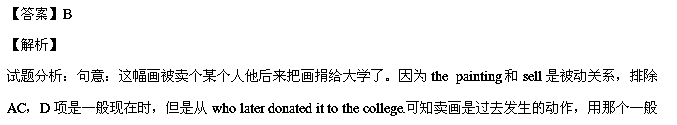 【答案】B
【解析】
试题分析：句意：这幅画被卖个某个人他后来把画捐给大学了。因为 the painting 和 sell 是被动关系，排除
AC，D 项是一般现在时，但是从 who later donated it to the college.可知卖画是过去发生的动作，用那个一般